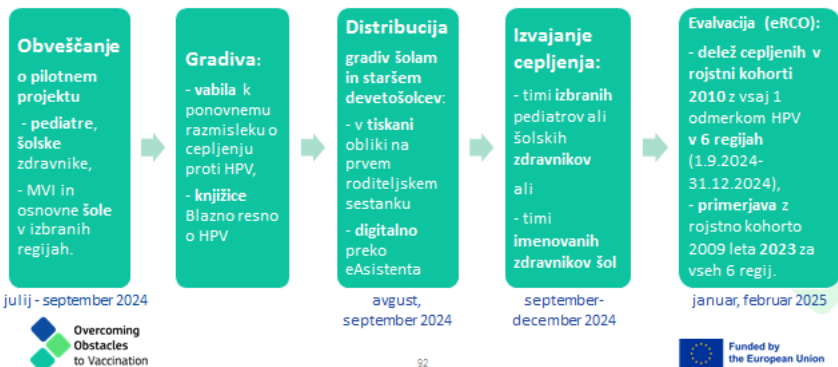 Obveščanje
o pilotnem
projektu
- pediatre,
šolske
zdravnike,
- MVI in
osnovne šole
v izbranih
regijah.
julij - september 2024
Gradiva:
- vabila k
ponovnemu
razmisleku o
cepljenju
proti HPV,
- knjižice
Blazno resno
o HPV
Distribucija
gradiv šolam
in staršem
devetošolcev:
- v tiskani
obliki na
prvem
roditeljskem
sestanku
- digitalno
preko
eAsistenta
avgust,
september 2024
Izvajanje
cepljenja:
- timi izbranih
pediatrov ali
šolskih
zdravnikov
ali
- timi
imenovanih
zdravnikov šol
september-
december 2024
Evalvacija (eRCO):
- delež cepljenih v
rojstni kohorti
2010 z vsaj 1
odmerkom HPV
v 6 regijah
(1.9.2024-
31.12.2024),
- primerjava z
rojstno kohorto
2009 leta 2023 za
vseh 6 regij.
januar, februar 2025
Overcoming
Obstacles
to Vaccination
92
Funded by
the European Union